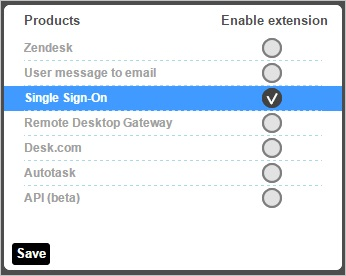 Products Enable extension
Zendesk
User message to email
Single Sign-On
Remote Desktop Gateway
Desk.com
Autotask
API (beta)
Save